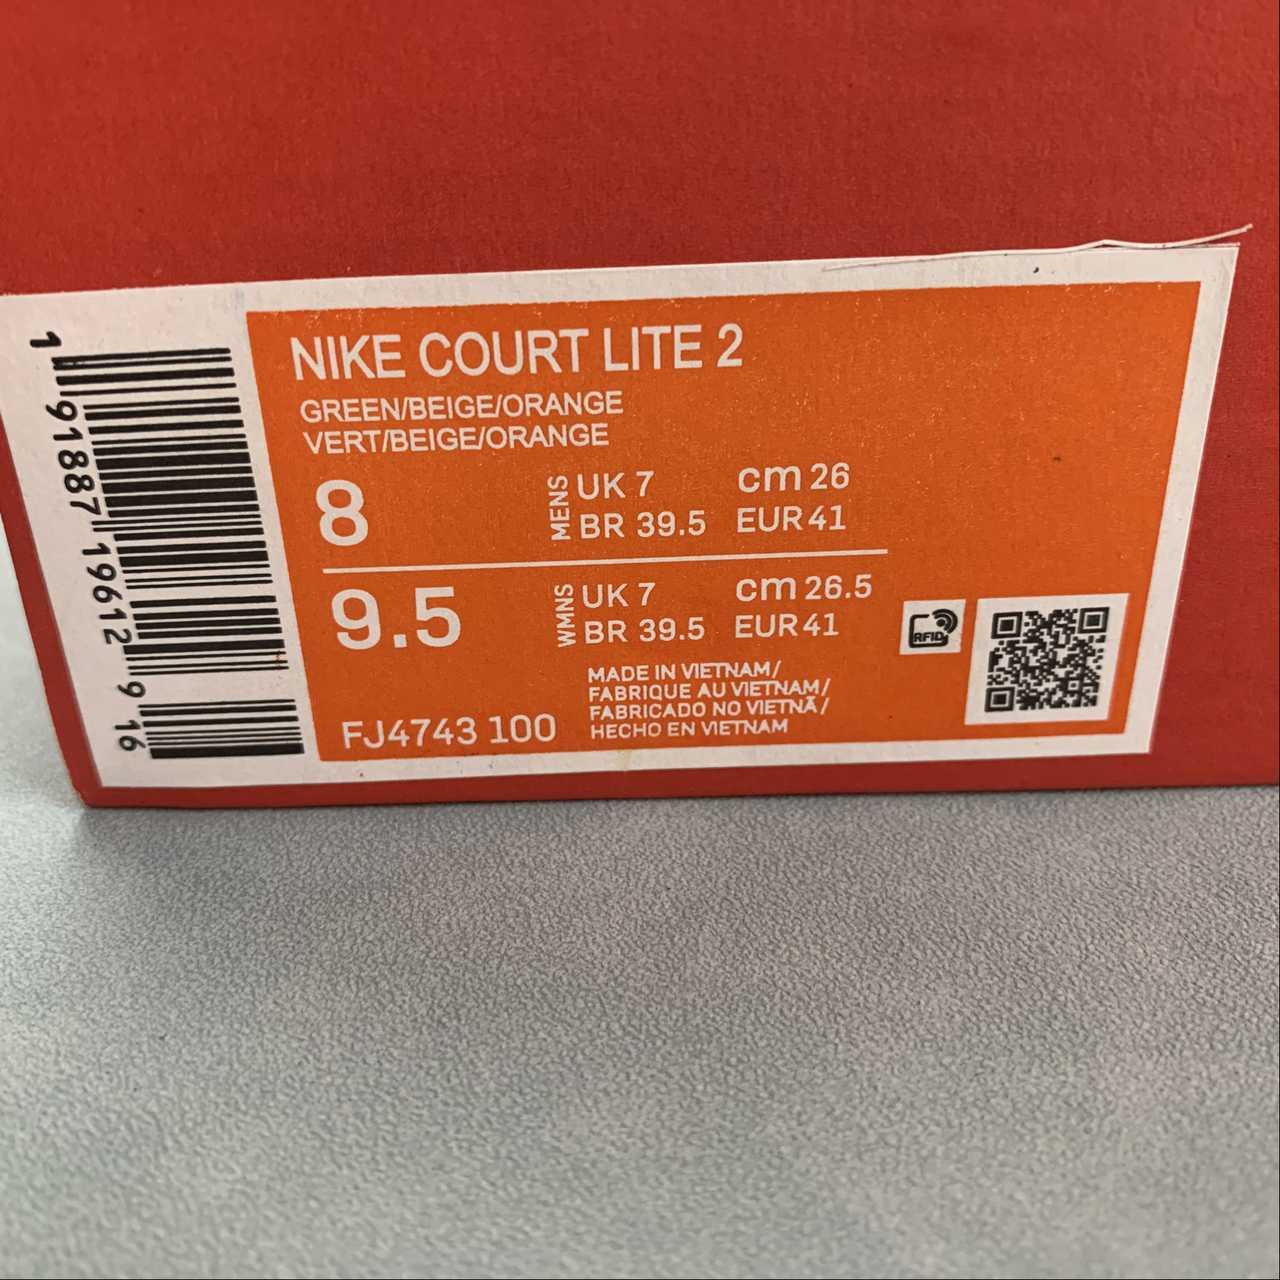 NIKE COURT LITE 2
GREEN/BEIGE/ORANGE
VERT/BEIGE/ORANGE
8 MENS UK 7 cm 26
BR 39.5 EUR 41
9.5 WMNS UK 7 cm 26.5
BR 39.5 EUR 41
MADE IN VIETNAM/
FABRIQUE AU VIETNAM/
FABRICADO NO VIETNÃ/
HECHO EN VIETNAM
FJ4743 100
RFID
1 91887 19612 9 16